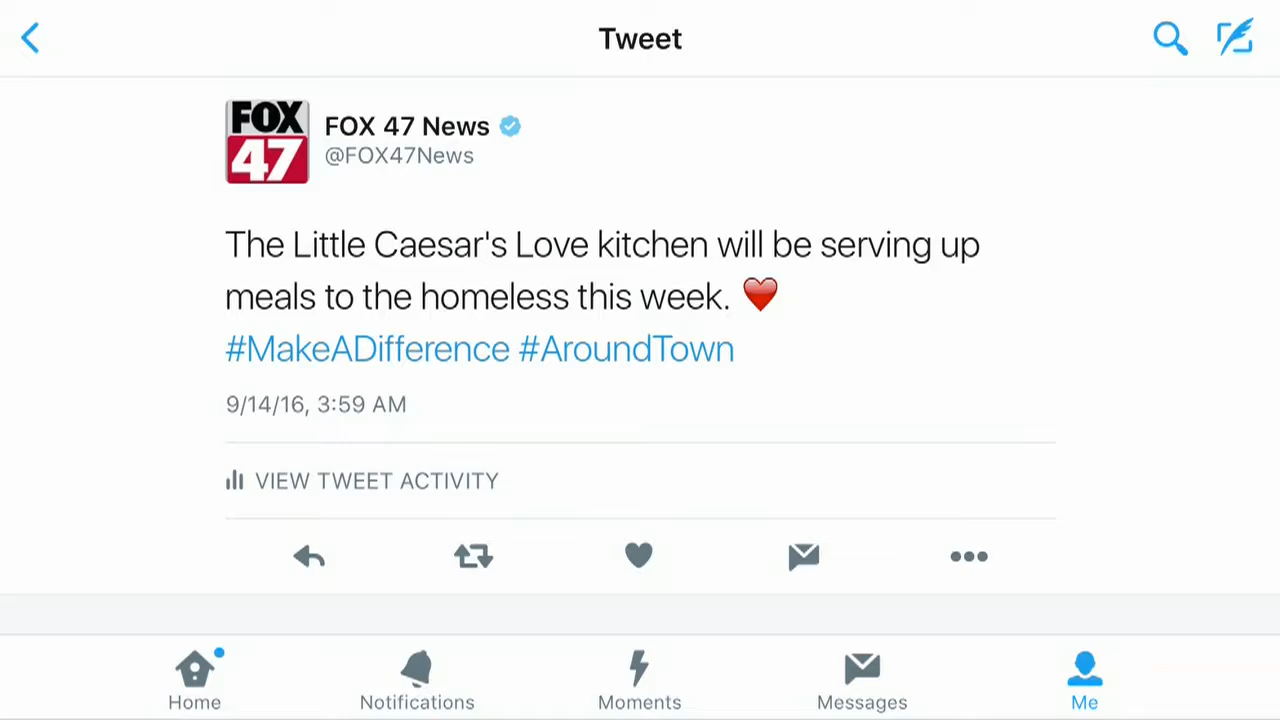 Tweet
FOX
47
FOX 47 News
@FOX47News
The Little Caesar's Love kitchen will be serving up
meals to the homeless this week. ❤️
#MakeADifference #AroundTown
9/14/16, 3:59 AM
VIEW TWEET ACTIVITY
Home Notifications Moments Messages Me